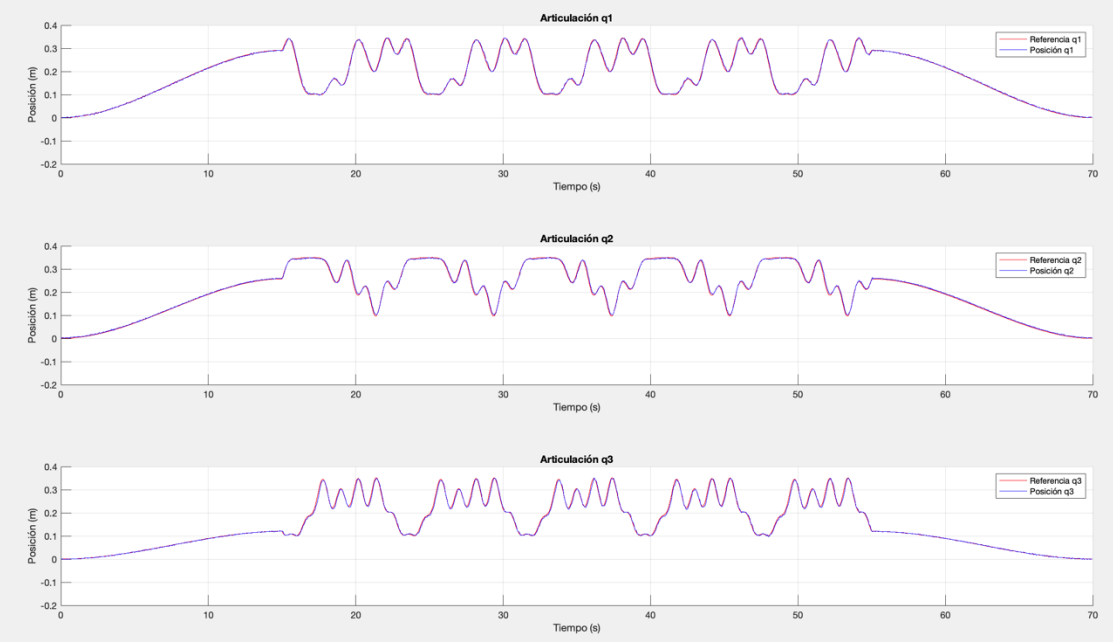 Articulación q1
0.4
0.3
0.2
0.1
0
-0.1
-0.2
Posición (m)
Referencia q1
Posición q1
0 10 20 30 40 50 60 70
Tiempo (s)
Articulación q2
0.4
0.3
0.2
0.1
0
-0.1
-0.2
Posición (m)
Referencia q2
Posición q2
0 10 20 30 40 50 60 70
Tiempo (s)
Articulación q3
0.4
0.3
0.2
0.1
0
-0.1
-0.2
Posición (m)
Referencia q3
Posición q3
0 10 20 30 40 50 60 70
Tiempo (s)